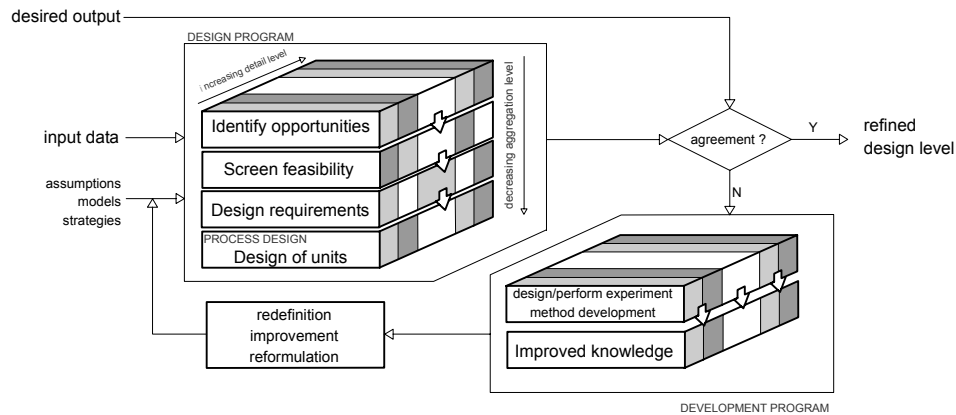 desired output
DESIGN PROGRAM
increasing detail level
decreasing aggregation level
Identify opportunities
input data
Screen feasibility
assumptions
models
strategies
Design requirements
PROCESS DESIGN
Design of units
agreement ?
Y
refined
design level
N
design/perform experiment
method development
Improved knowledge
redefinition
improvement
reformulation
DEVELOPMENT PROGRAM